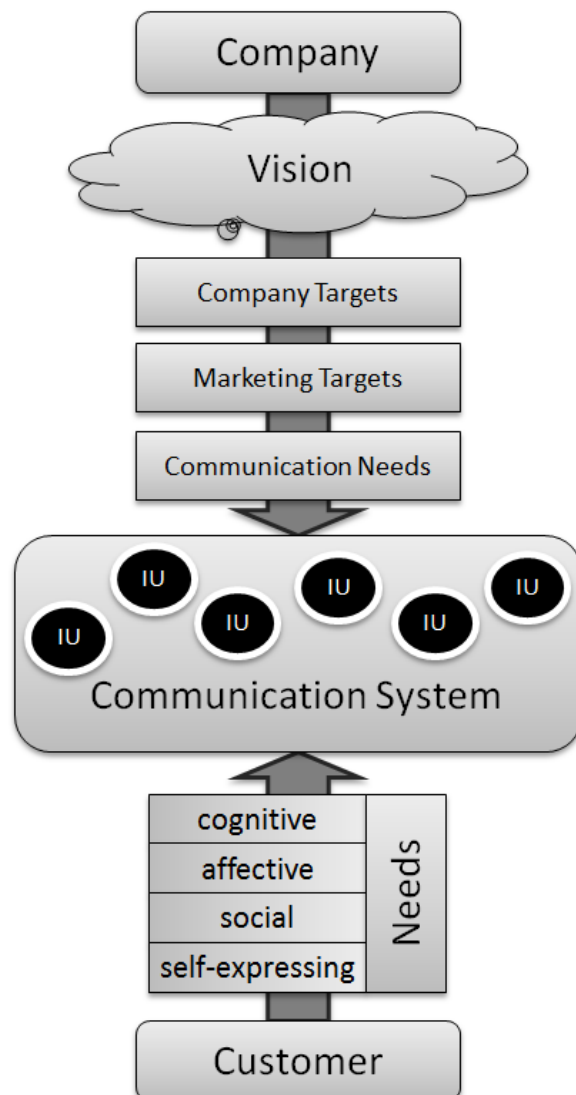 Company
Vision
Company Targets
Marketing Targets
Communication Needs
IU
IU
IU
IU
IU
IU
Communication System
cognitive
affective
social
self-expressing
Needs
Customer